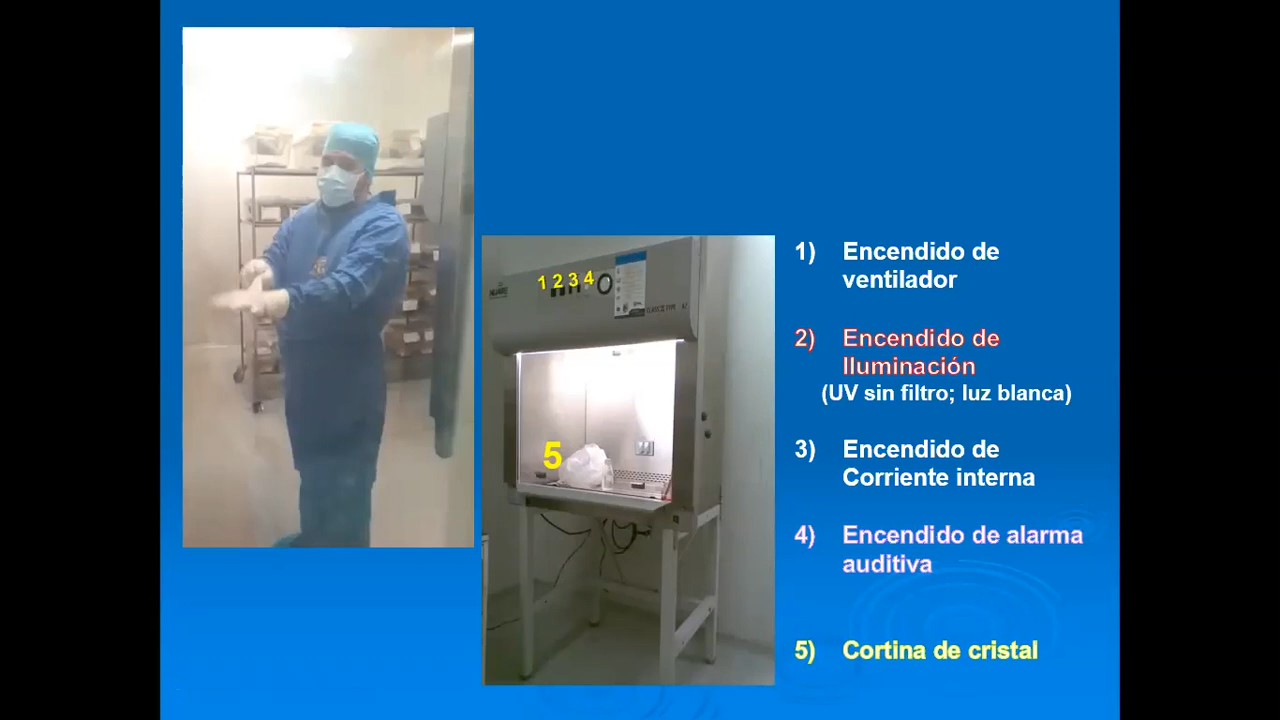 1 2 3 4
5
1) Encendido de
ventilador
2) Encendido de
Iluminación
(UV sin filtro; luz blanca)
3) Encendido de
Corriente interna
4) Encendido de alarma
auditiva
5) Cortina de cristal